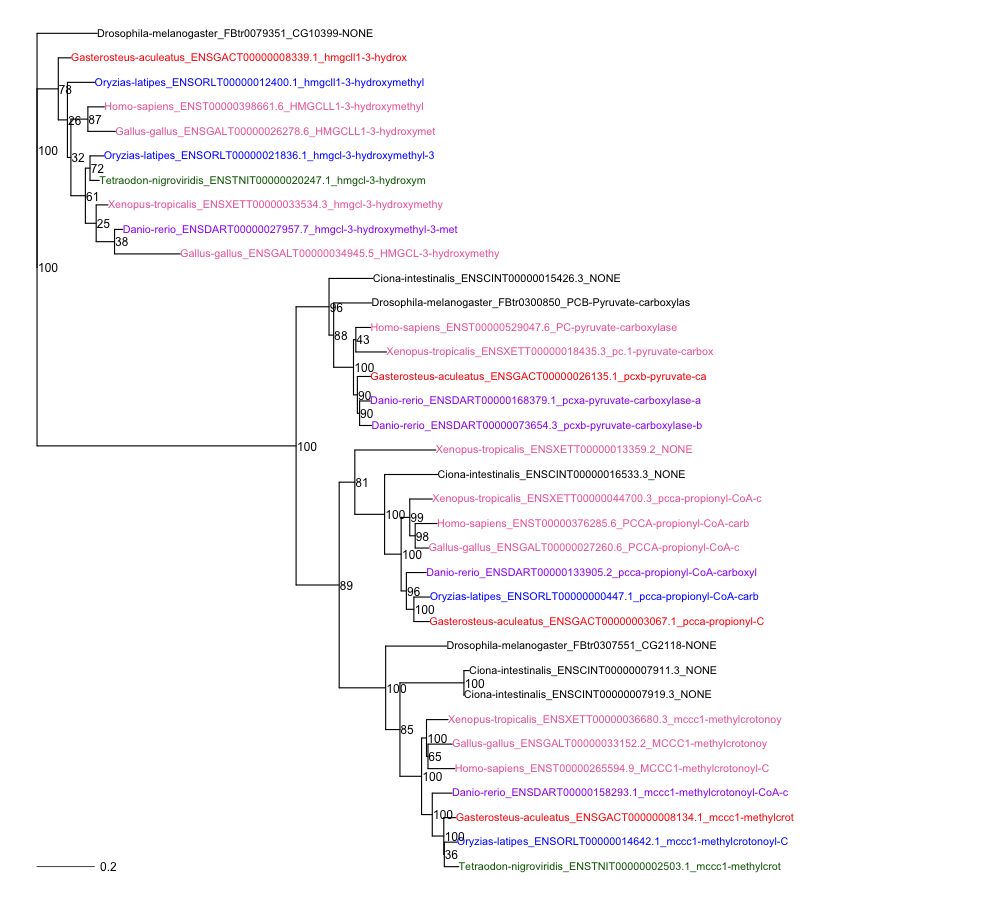 Drosophila-melanogaster_FBtr0079351_CG10399-NONE
Gasterosteus-aculeatus_ENSGACT00000008339.1_hmgcll1-3-hydrox
78
Oryzias-latipes_ENSORLT00000012400.1_hmgcll1-3-hydroxymethyl
Homo-sapiens_ENST00000398661.6_HMGCLL1-3-hydroxymethyl
26
87
Gallus-gallus_ENSGALT00000026278.6_HMGCLL1-3-hydroxymet
100
Oryzias-latipes_ENSORLT00000021836.1_hmgcl-3-hydroxymethyl-3
32
72
Tetraodon-nigroviridis_ENSTNIT00000020247.1_hmgcl-3-hydroxym
61
Xenopus-tropicalis_ENSXETT00000033534.3_hmgcl-3-hydroxymethy
25
Danio-rerio_ENSDART00000027957.7_hmgcl-3-hydroxymethyl-3-met
38
Gallus-gallus_ENSGALT00000034945.5_HMGCL-3-hydroxymethy
100
Ciona-intestinalis_ENSCINT00000015426.3_NONE
96
Drosophila-melanogaster_FBtr0300850_PCB-Pyruvate-carboxylas
88
Homo-sapiens_ENST00000529047.6_PC-pyruvate-carboxylase
43
Xenopus-tropicalis_ENSXETT00000018435.3_pc.1-pyruvate-carbox
100
Gasterosteus-aculeatus_ENSGACT00000026135.1_pcxb-pyruvate-ca
90
Danio-rerio_ENSDART00000168379.1_pcxa-pyruvate-carboxylase-a
90
Danio-rerio_ENSDART00000073654.3_pcxb-pyruvate-carboxylase-b
100
Xenopus-tropicalis_ENSXETT00000013359.2_NONE
81
Ciona-intestinalis_ENSCINT00000016533.3_NONE
Xenopus-tropicalis_ENSXETT00000044700.3_pcca-propionyl-CoA-c
100
99
Homo-sapiens_ENST00000376285.6_PCCA-propionyl-CoA-carb
98
Gallus-gallus_ENSGALT00000027260.6_PCCA-propionyl-CoA-c
100
Danio-rerio_ENSDART00000133905.2_pcca-propionyl-CoA-carboxyl
89
96
Oryzias-latipes_ENSORLT00000000447.1_pcca-propionyl-CoA-carb
100
Gasterosteus-aculeatus_ENSGACT00000003067.1_pcca-propionyl-C
Drosophila-melanogaster_FBtr0307551_CG2118-NONE
Ciona-intestinalis_ENSCINT00000007911.3_NONE
100
100
Ciona-intestinalis_ENSCINT00000007919.3_NONE
Xenopus-tropicalis_ENSXETT00000036680.3_mccc1-methylcrotonoy
85
100
Gallus-gallus_ENSGALT00000033152.2_MCCC1-methylcrotonoy
65
Homo-sapiens_ENST00000265594.9_MCCC1-methylcrotonoyl-C
100
Danio-rerio_ENSDART00000158293.1_mccc1-methylcrotonoyl-CoA-c
100
Gasterosteus-aculeatus_ENSGACT00000008134.1_mccc1-methylcrot
100
Oryzias-latipes_ENSORLT00000014642.1_mccc1-methylcrotonoyl-C
36
Tetraodon-nigroviridis_ENSTNIT00000002503.1_mccc1-methylcrot
0.2